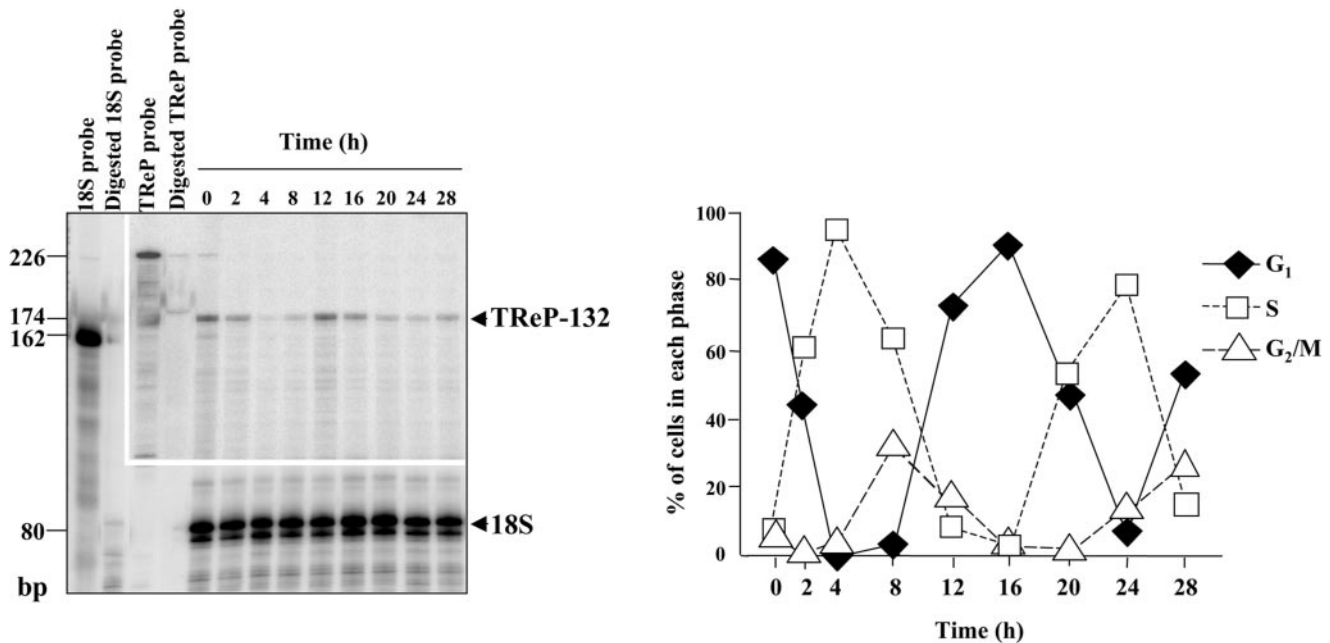 18S probe
Digested 18S probe
TReP probe
Digested TReP probe
Time (h)
0 2 4 8 12 16 20 24 28
226
174
162
80
bp
TReP-132
18S
% of cells in each phase
100
80
60
40
20
0
0 2 4 8 12 16 20 24 28
Time (h)
G₁
S
G₂/M